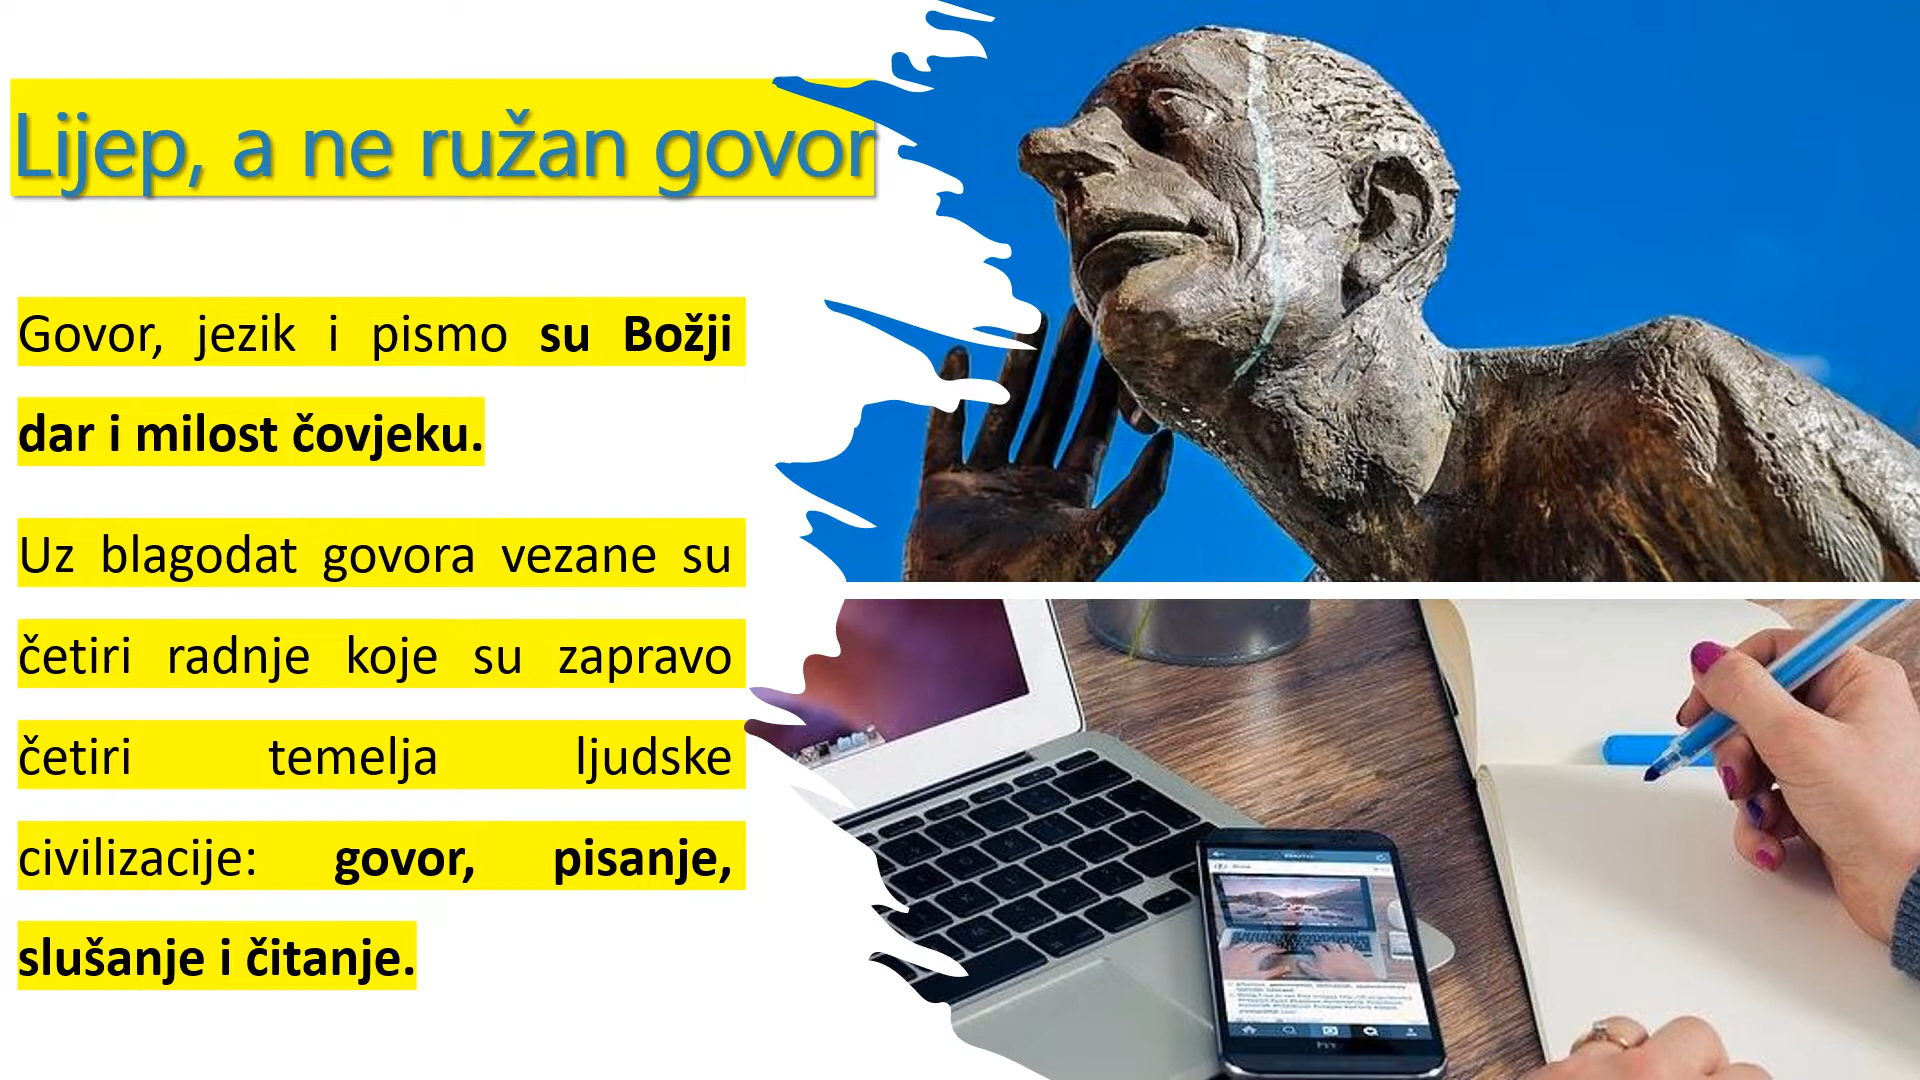 Lijep, a ne ružan govor
Govor, jezik i pismo su Božji
dar i milost čovjeku.
Uz blagodat govora vezane su
četiri radnje koje su zapravo
četiri temelja ljudske
civilizacije: govor, pisanje,
slušanje i čitanje.